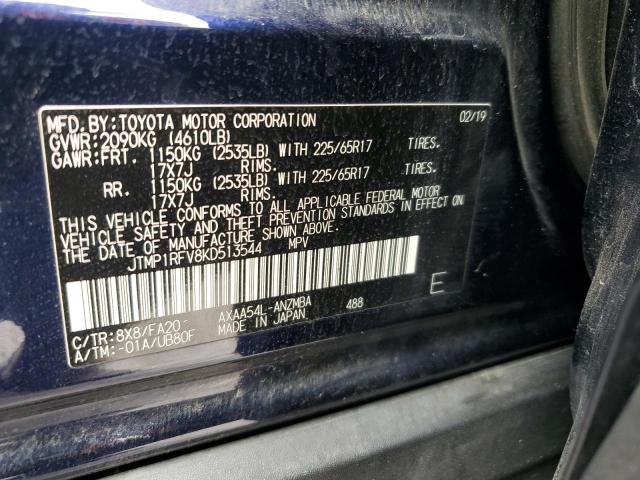 MFD.BY:TOYOTA MOTOR CORPORATION 02/19
GVWR:2090KG (4610LB)
GAWR:FRT. 1150KG (2535LB) WITH 225/65R17 TIRES.
17X7J RIMS.
RR. 1150KG (2535LB) WITH 225/65R17 TIRES.
17X7J RIMS.
THIS VEHICLE CONFORMS TO ALL APPLICABLE FEDERAL MOTOR
VEHICLE SAFETY AND THEFT PREVENTION STANDARDS IN EFFECT ON
THE DATE OF MANUFACTURE SHOWN ABOVE.
JTMP1RFV8KD513544 MPV
C/TR:8X8/FA20- AXAA54L-ANZMBA 488
A/TM:-01A/UB80F MADE IN JAPAN
E